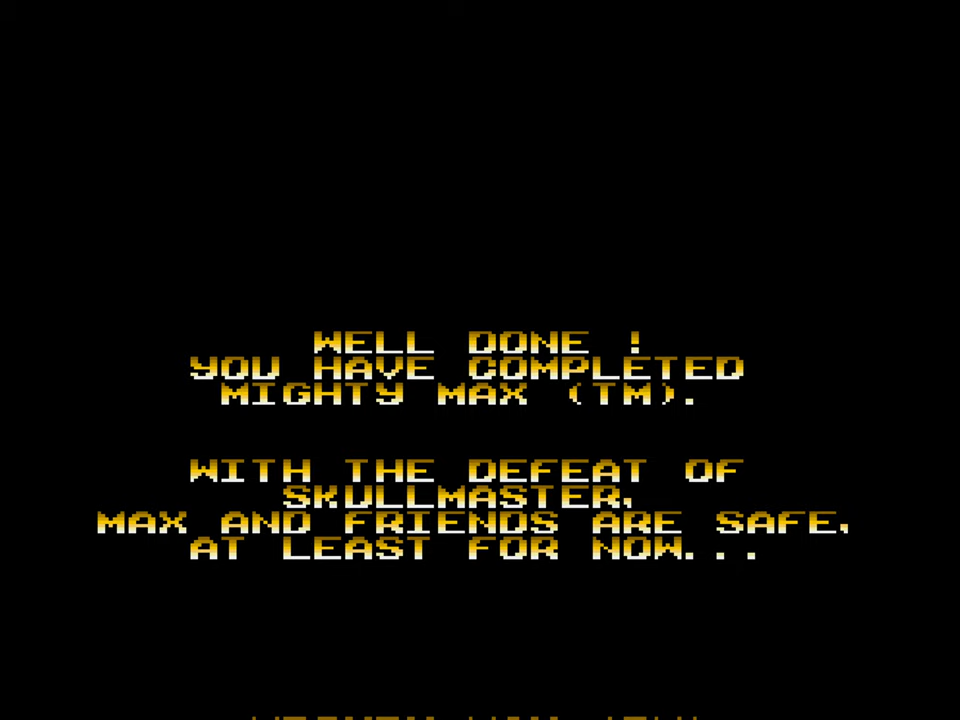 WELL DONE !
YOU HAVE COMPLETED
MIGHTY MAX (TM).
WITH THE DEFEAT OF
SKULLMASTER,
MAX AND FRIENDS ARE SAFE,
AT LEAST FOR NOW...